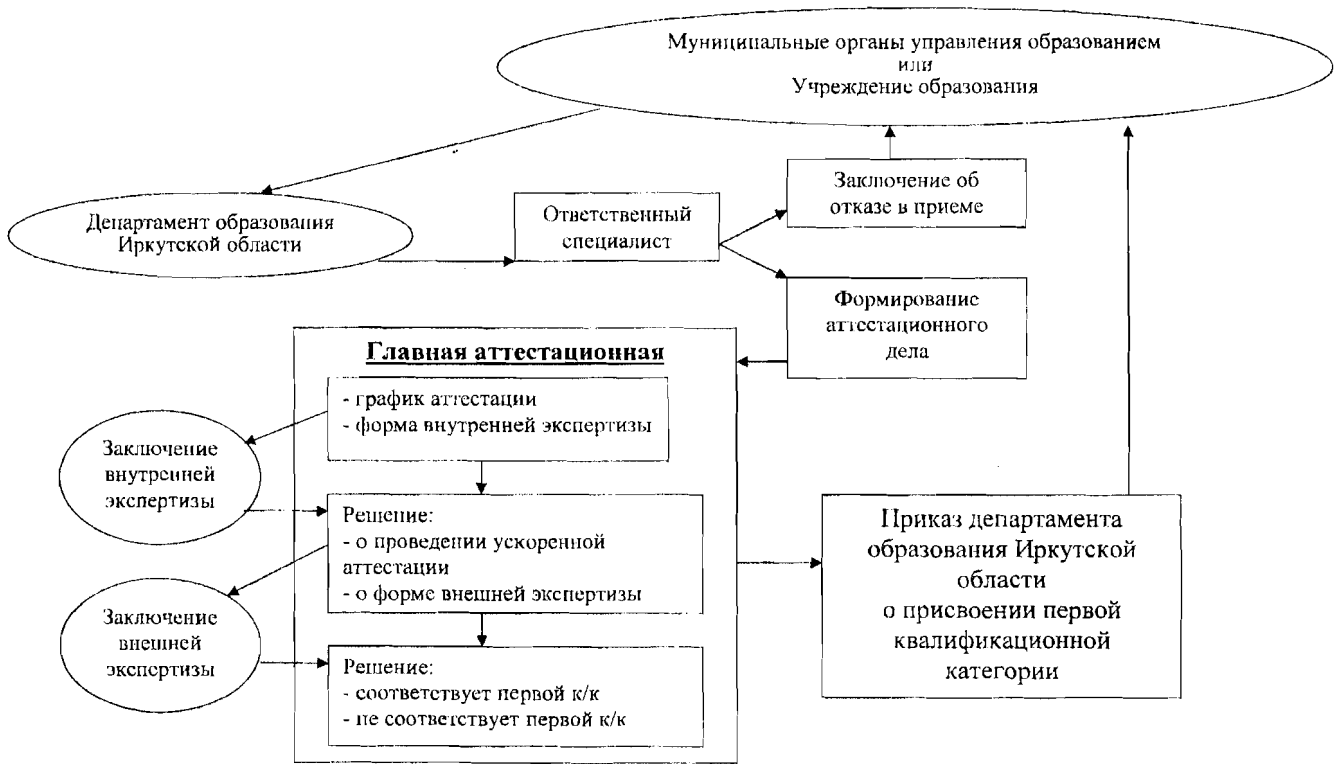 Муниципальные органы управления образованием
или
Учреждение образования
Департамент образования
Иркутской области
Ответственный
специалист
Заключение об
отказе в приеме
Формирование
аттестационного
дела
Главная аттестационная
- график аттестации
- форма внутренней экспертизы
Заключение
внутренней
экспертизы
Решение:
- о проведении ускоренной
аттестации
- о форме внешней экспертизы
Заключение
внешней
экспертизы
Решение:
- соответствует первой к/к
- не соответствует первой к/к
Приказ департамента
образования Иркутской
области
о присвоении первой
квалификационной
категории